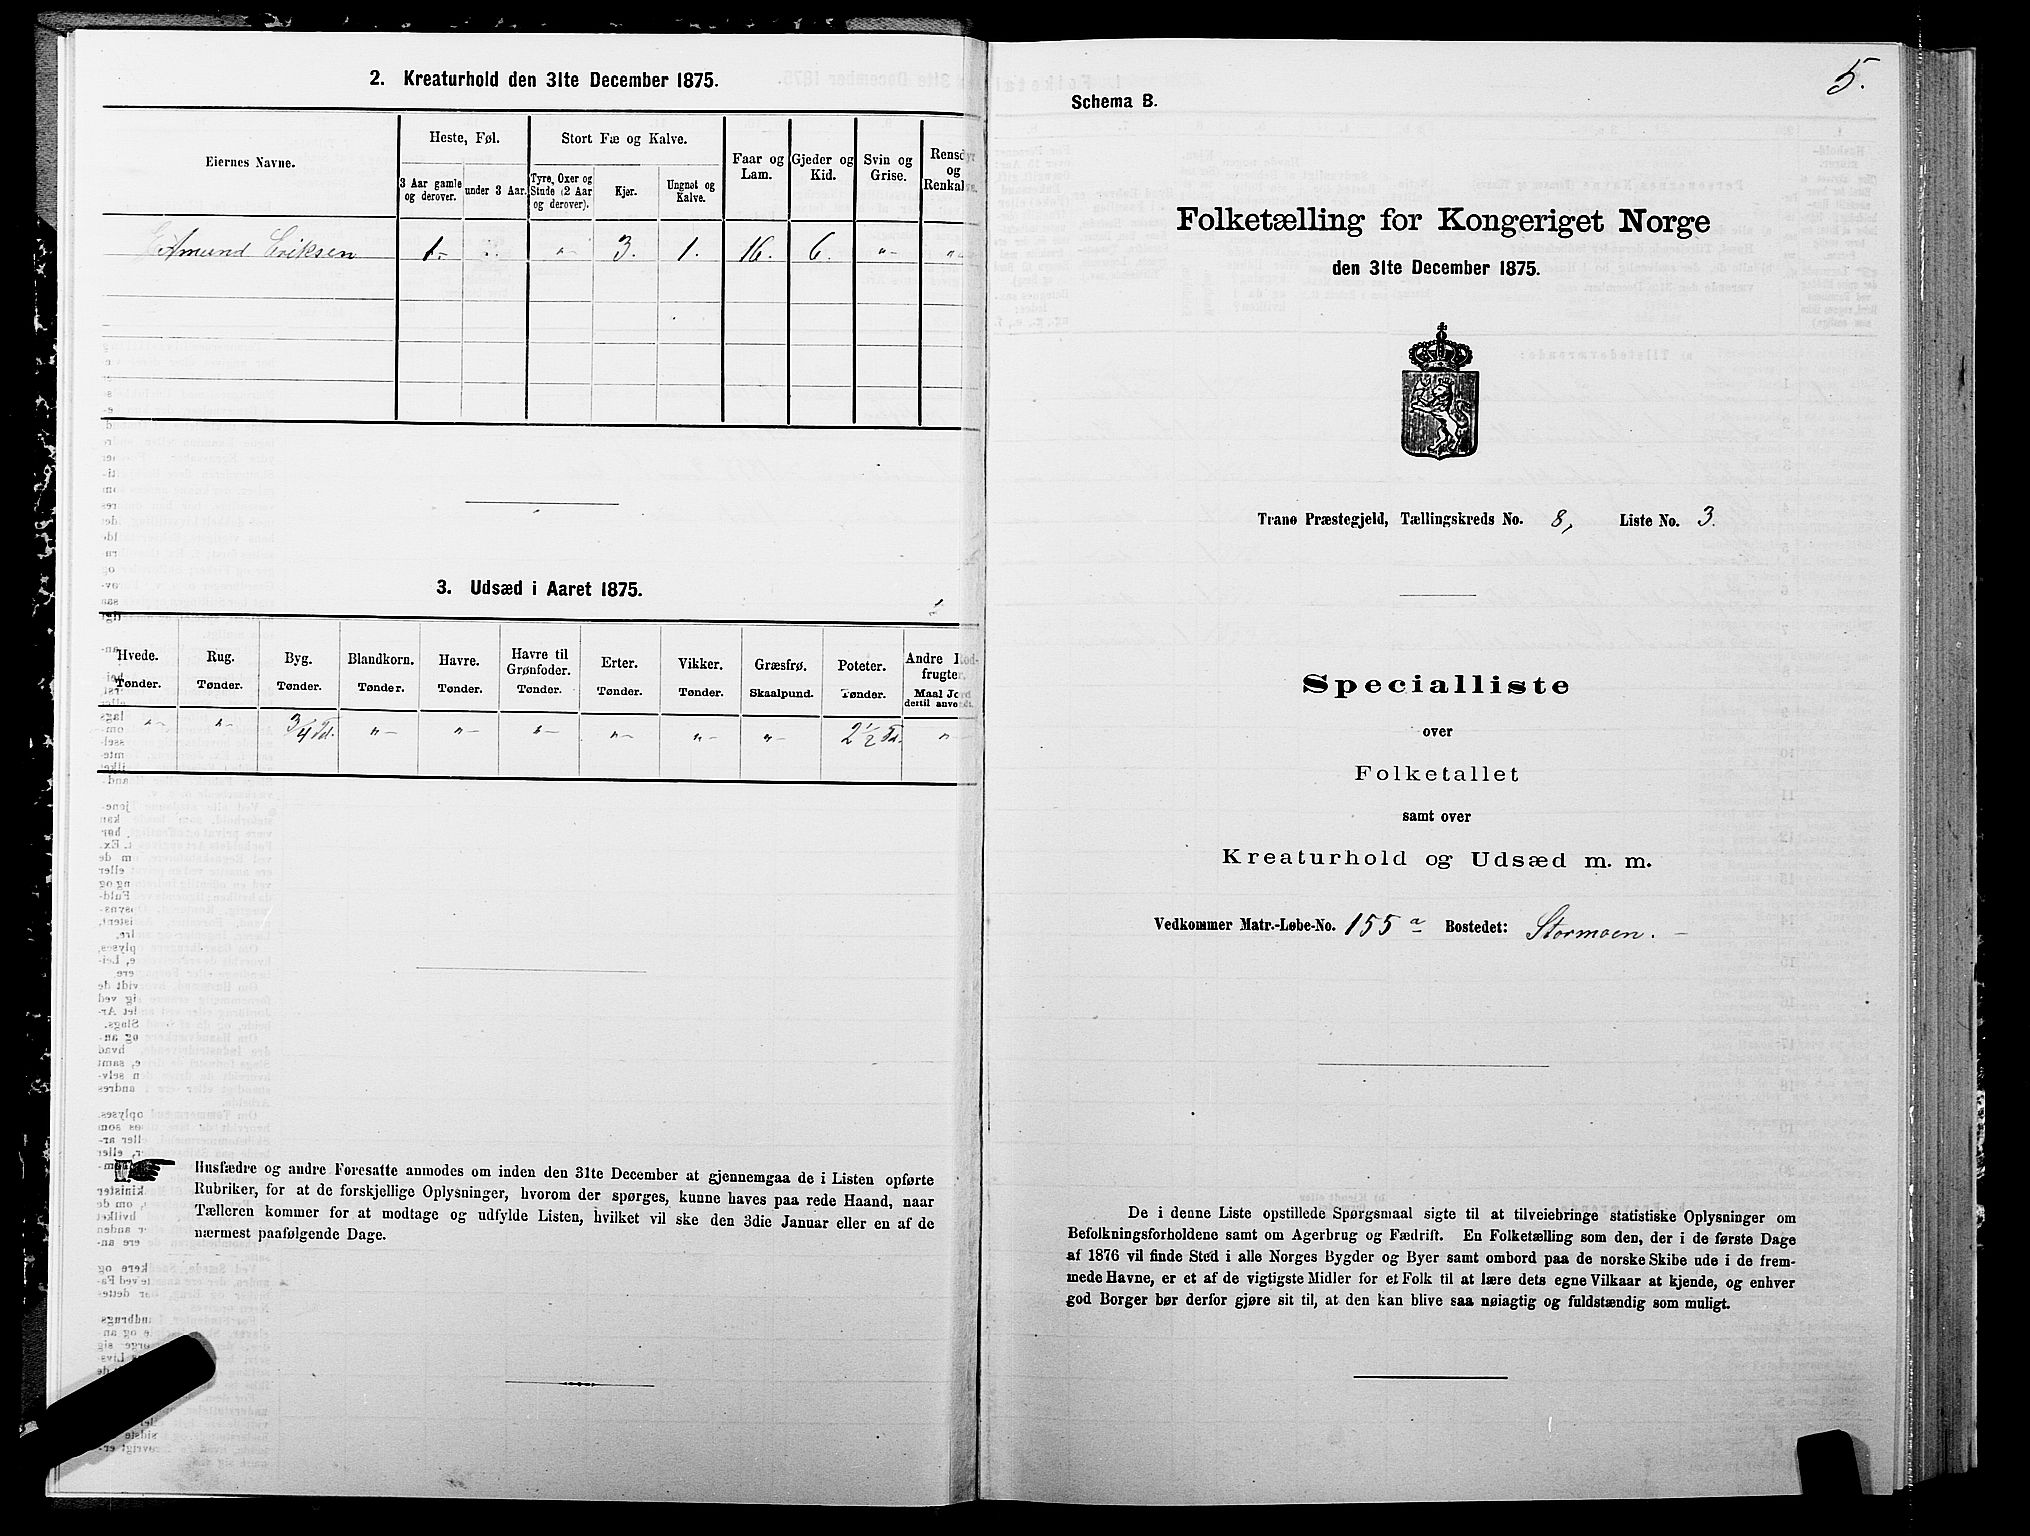 2. Kreaturhold den 31te December 1875.
Eiernes Navne.
Heste, Føl.
Stort Fæ og Kalve.
Faar og Lam.
Gjeder og Kid.
Svin og Grise.
3 Aar gamle og derover.
under 3 Aar.
Tyre, Oxer og Stude (2 Aar og derover).
Kjør.
Ungnøt og Kalve.
Amund Eriksen 1 - " - 3. 1. 16. 6. " - " -
3. Udsæd i Aaret 1875.
Hvede. Rug. Byg. Blandkorn. Havre. Havre til Grønfoder. Erter. Vikker. Græsfrø. Poteter.
Tønder. Tønder. Tønder. Tønder. Tønder. Tønder. Tønder. Tønder. Skaalpund. Tønder.
" - " - 3/4 Td. " - " - " - " - " - " - 2 1/2 Td. " -
Husfædre og andre Foresatte anmodes om inden den 31te December at gjennemgaa de i Listen opførte
Rubriker, for at de forskjellige Oplysninger, hvorom der spørges, kunne haves paa rede Haand, naar
Tælleren kommer for at modtage og udfylde Listen, hvilket vil ske den 3die Januar eller en af de
nærmest paafølgende Dage.
5.
Schema B.
Folketælling for Kongeriget Norge
den 31te December 1875.
Tranø Præstegjeld, Tællingskreds No. 8, Liste No. 3.
Specialliste
over
Folketallet
samt over
Kreaturhold og Udsæd m. m.
Vedkommer Matr.-Løbe-No. 155 a Bostedet: Stormoen. -
De i denne Liste opstillede Spørgsmaal sigte til at tilveiebringe statistiske Oplysninger om
Befolkningsforholdene samt om Agerbrug og Fædrift. En Folketælling som den, der i de første Dage
af 1876 vil finde Sted i alle Norges Bygder og Byer samt ombord paa de norske Skibe ude i de frem-
mede Havne, er et af de vigtigste Midler for et Folk til at lære dets egne Vilkaar at kjende, og enhver
god Borger bør derfor gjøre sit til, at den kan blive saa nøiagtig og fuldstændig som muligt.